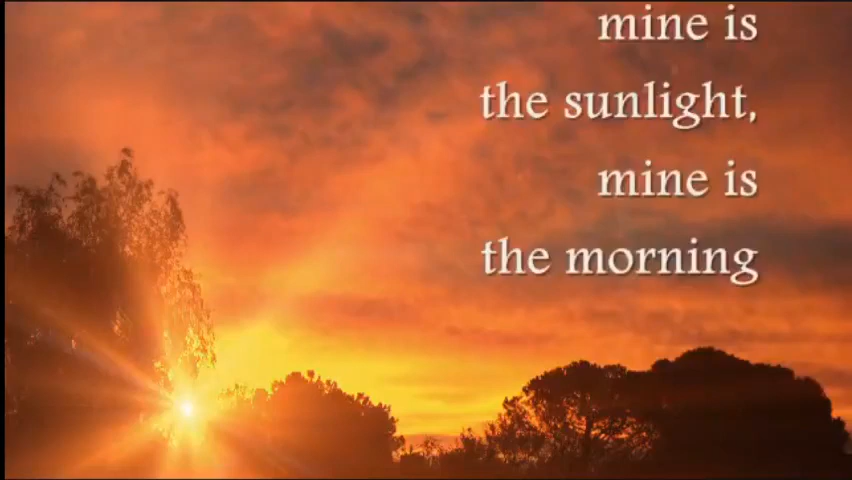 mine is
the sunlight,
mine is
the morning